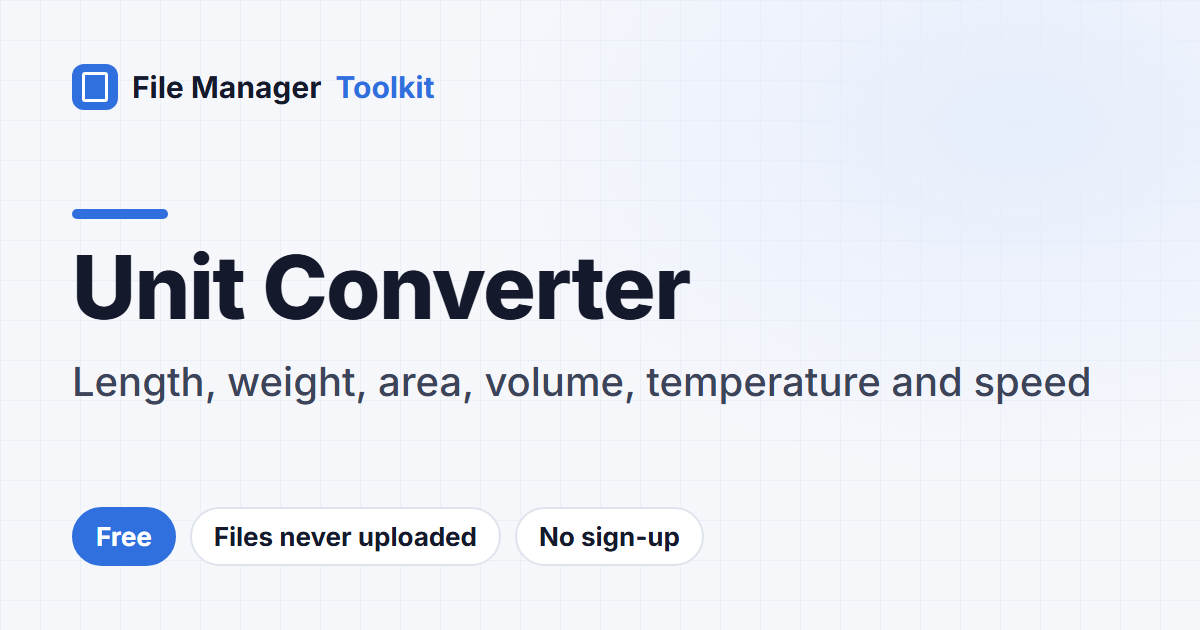 File Manager Toolkit
Unit Converter
Length, weight, area, volume, temperature and speed
Free Files never uploaded No sign-up